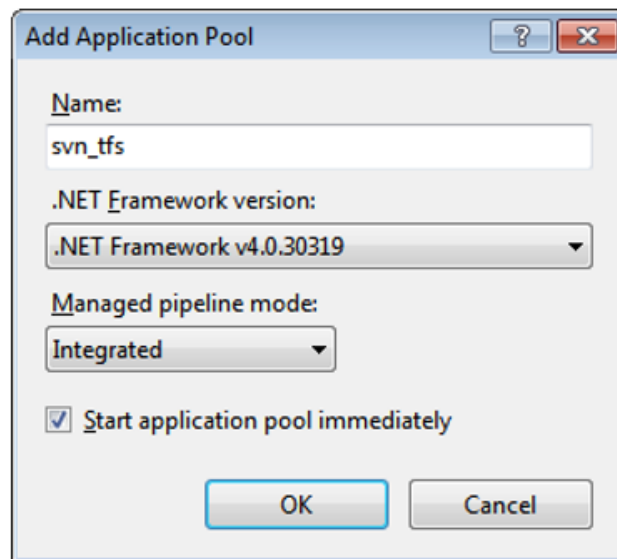 Add Application Pool
?
Name:
svn_tfs
.NET Framework version:
.NET Framework v4.0.30319
Managed pipeline mode:
Integrated
Start application pool immediately
OK
Cancel